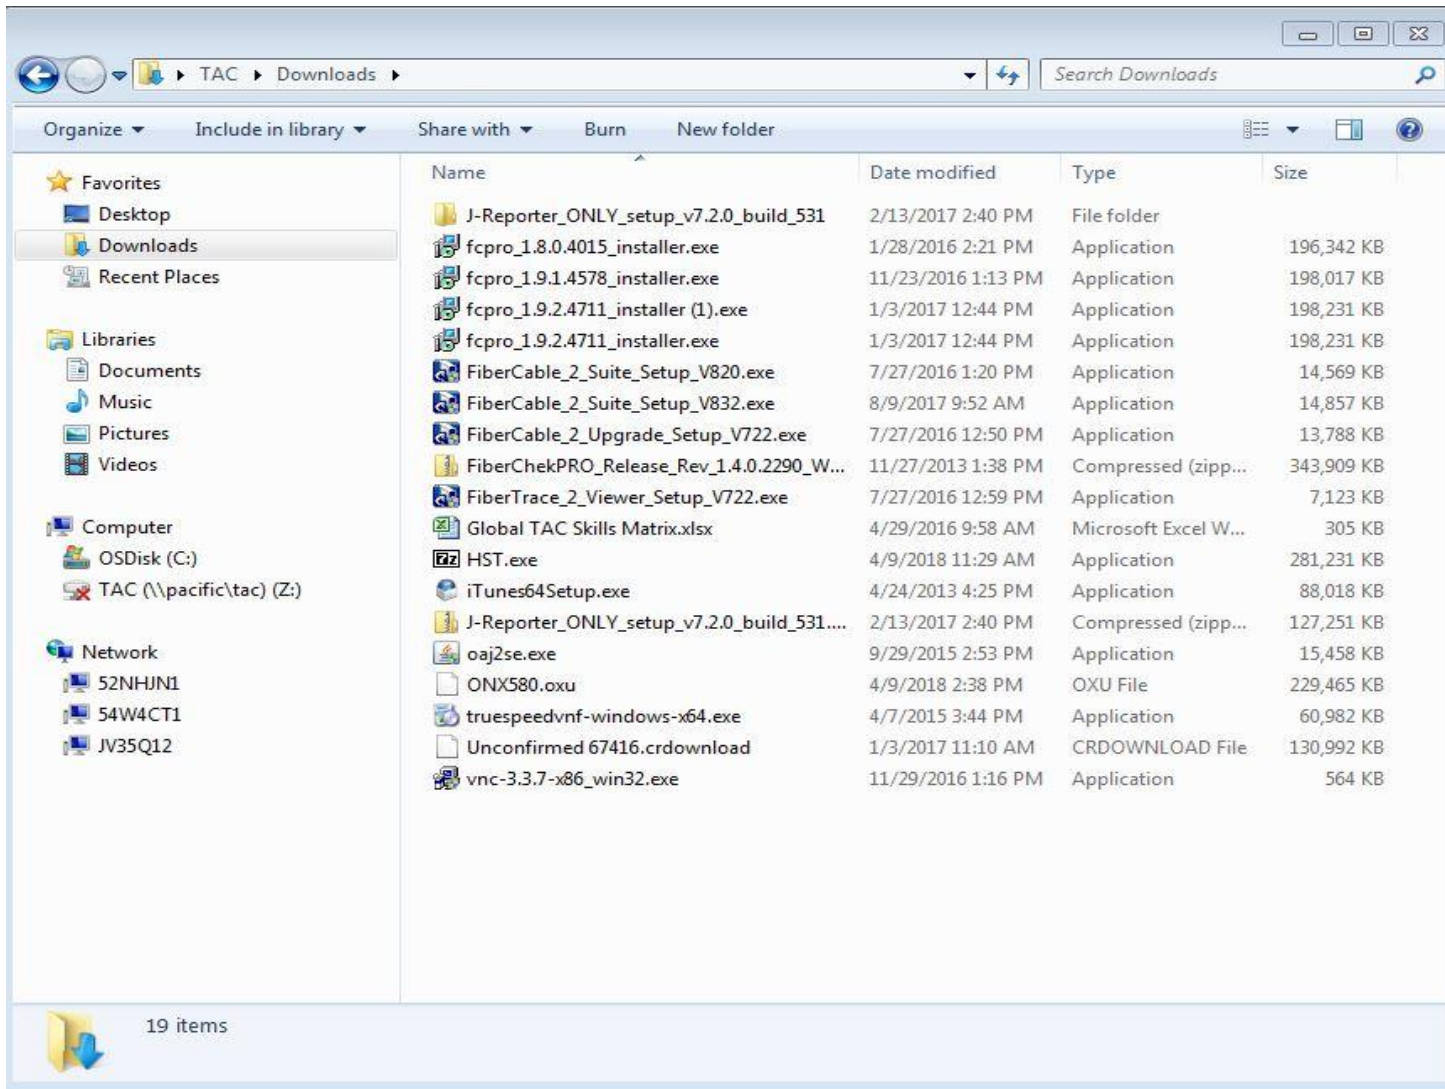 TAC Downloads Search Downloads
Organize Include in library Share with Burn New folder
Favorites
Desktop
Downloads
Recent Places
Libraries
Documents
Music
Pictures
Videos
Computer
OSDisk (C:)
TAC (\\pacific\tac) (Z:)
Network
52NHJN1
54W4CT1
JV35Q12
Name Date modified Type Size
J-Reporter_ONLY_setup_v7.2.0_build_531 2/13/2017 2:40 PM File folder
fcpro_1.8.0.4015_installer.exe 1/28/2016 2:21 PM Application 196,342 KB
fcpro_1.9.1.4578_installer.exe 11/23/2016 1:13 PM Application 198,017 KB
fcpro_1.9.2.4711_installer (1).exe 1/3/2017 12:44 PM Application 198,231 KB
fcpro_1.9.2.4711_installer.exe 1/3/2017 12:44 PM Application 198,231 KB
FiberCable_2_Suite_Setup_V820.exe 7/27/2016 1:20 PM Application 14,569 KB
FiberCable_2_Suite_Setup_V832.exe 8/9/2017 9:52 AM Application 14,857 KB
FiberCable_2_Upgrade_Setup_V722.exe 7/27/2016 12:50 PM Application 13,788 KB
FiberChekPRO_Release_Rev_1.4.0.2290_W... 11/27/2013 1:38 PM Compressed (zipp... 343,909 KB
FiberTrace_2_Viewer_Setup_V722.exe 7/27/2016 12:59 PM Application 7,123 KB
Global TAC Skills Matrix.xlsx 4/29/2016 9:58 AM Microsoft Excel W... 305 KB
HST.exe 4/9/2018 11:29 AM Application 281,231 KB
iTunes64Setup.exe 4/24/2013 4:25 PM Application 88,018 KB
J-Reporter_ONLY_setup_v7.2.0_build_531.... 2/13/2017 2:40 PM Compressed (zipp... 127,251 KB
oaj2se.exe 9/29/2015 2:53 PM Application 15,458 KB
ONX580.oxu 4/9/2018 2:38 PM OXU File 229,465 KB
truespeedvnf-windows-x64.exe 4/7/2015 3:44 PM Application 60,982 KB
Unconfirmed 67416.crdownload 1/3/2017 11:10 AM CRDOWNLOAD File 130,992 KB
vnc-3.3.7-x86_win32.exe 11/29/2016 1:16 PM Application 564 KB
19 items